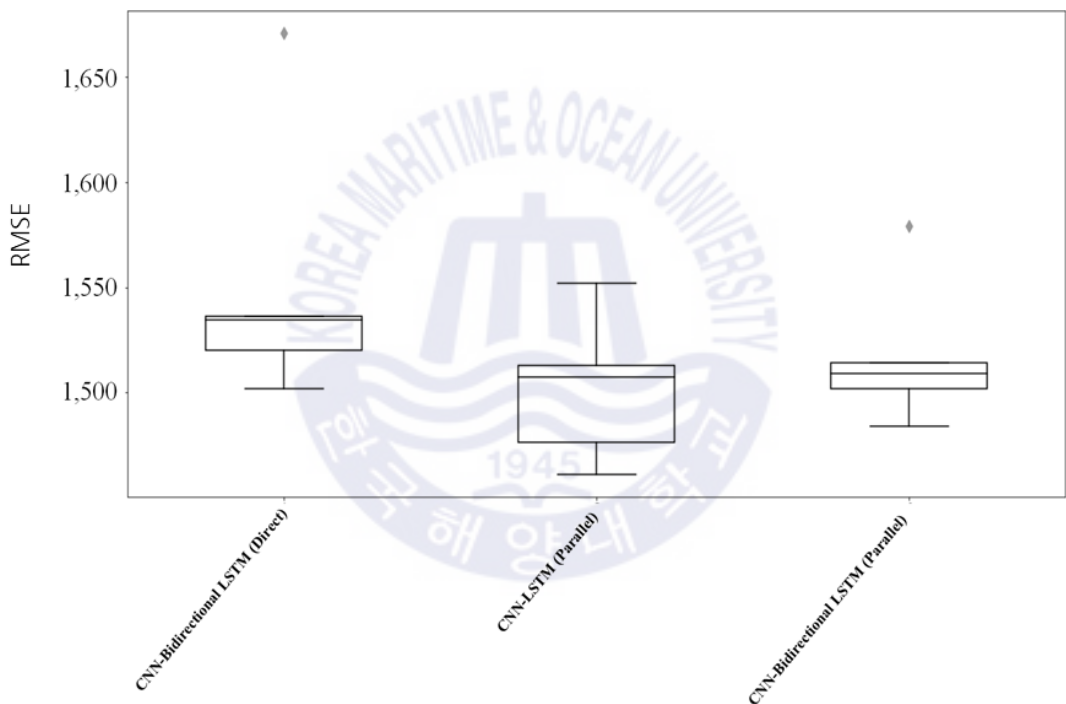 1,650
1,600
1,550
1,500
RMSE
KOREA MARITIME & OCEAN UNIVERSITY
1945
한국해양대학교
CNN-Bidirectional LSTM (Direct)
CNN-LSTM (Parallel)
CNN-Bidirectional LSTM (Parallel)